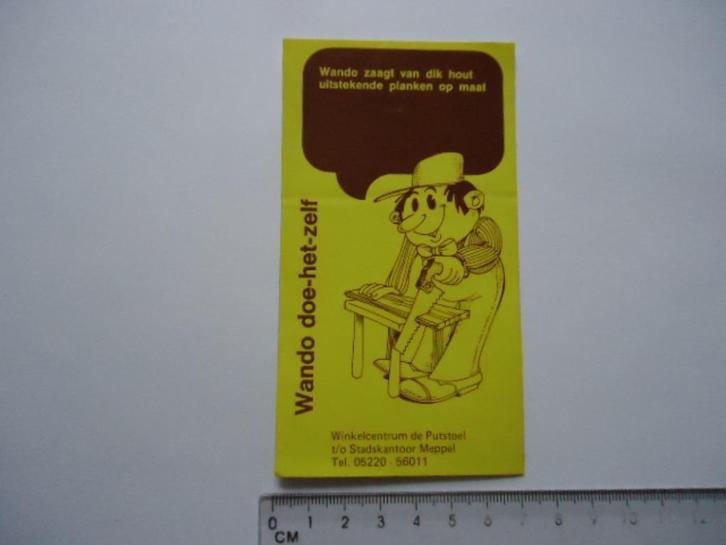 Wando zaagt van dik hout
uitstekende planken op maat
Wando doe-het-zelf
Winkelcentrum de Putstoel
t/o Stadskantoor Meppel
Tel. 05220 - 56011
0 1 2 3 4 5 6 7 8 9 10 11 12
CM